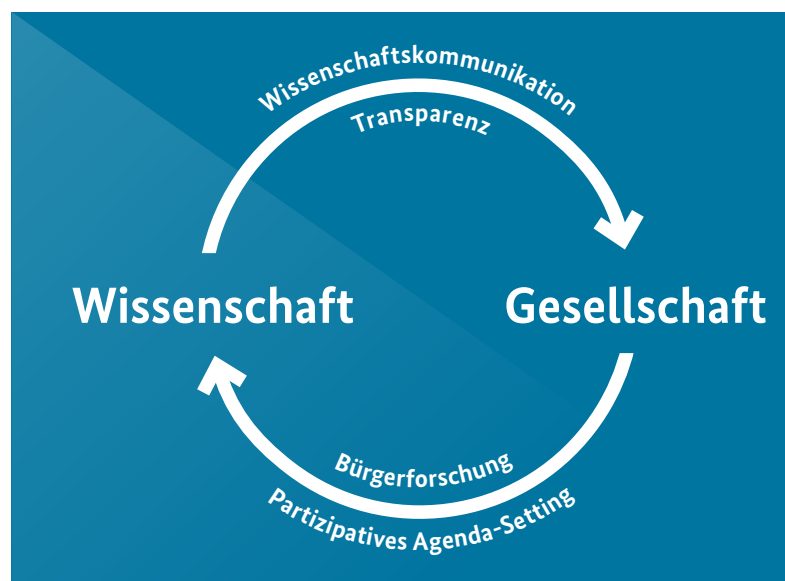 Wissenschaftskommunikation
Transparenz
Wissenschaft
Gesellschaft
Bürgerforschung
Partizipatives Agenda-Setting